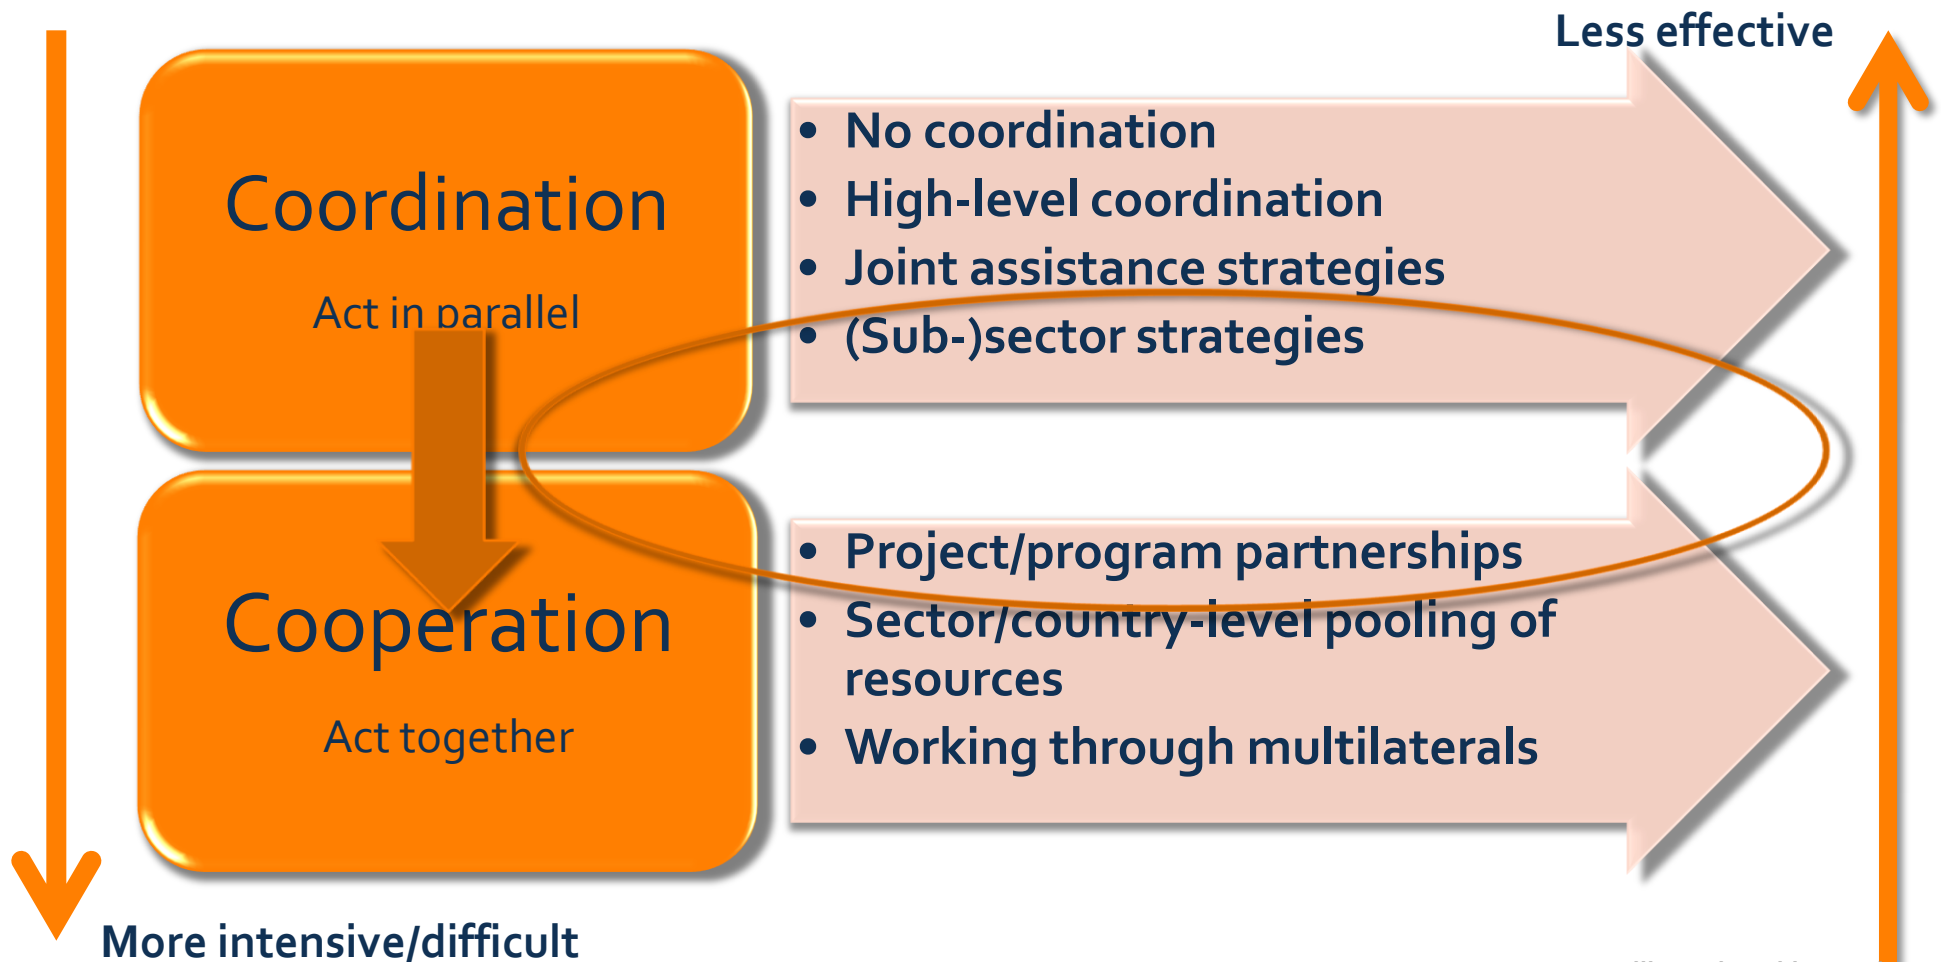 Less effective
Coordination
Act in parallel
• No coordination
• High-level coordination
• Joint assistance strategies
• (Sub-)sector strategies
Cooperation
Act together
• Project/program partnerships
• Sector/country-level pooling of
resources
• Working through multilaterals
More intensive/difficult